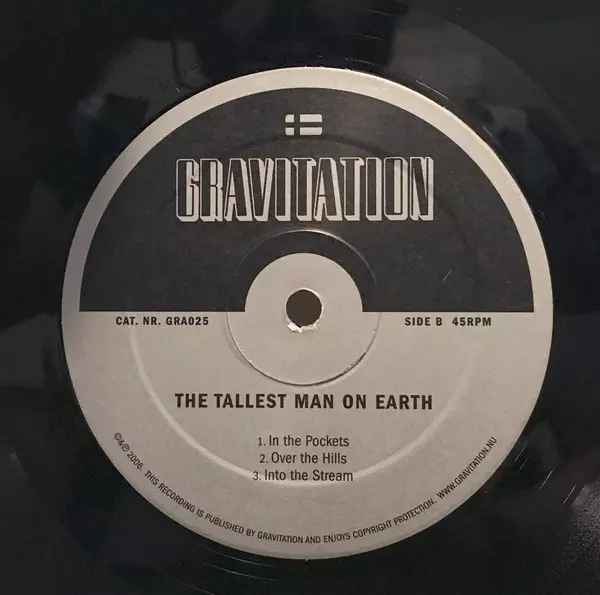 GRAVITATION
CAT. NR. GRA025
SIDE B 45RPM
THE TALLEST MAN ON EARTH
1. In the Pockets
2. Over the Hills
3. Into the Stream
©&℗ 2006. THIS RECORDING IS PUBLISHED BY GRAVITATION AND ENJOYS COPYRIGHT PROTECTION. WWW.GRAVITATION.NU